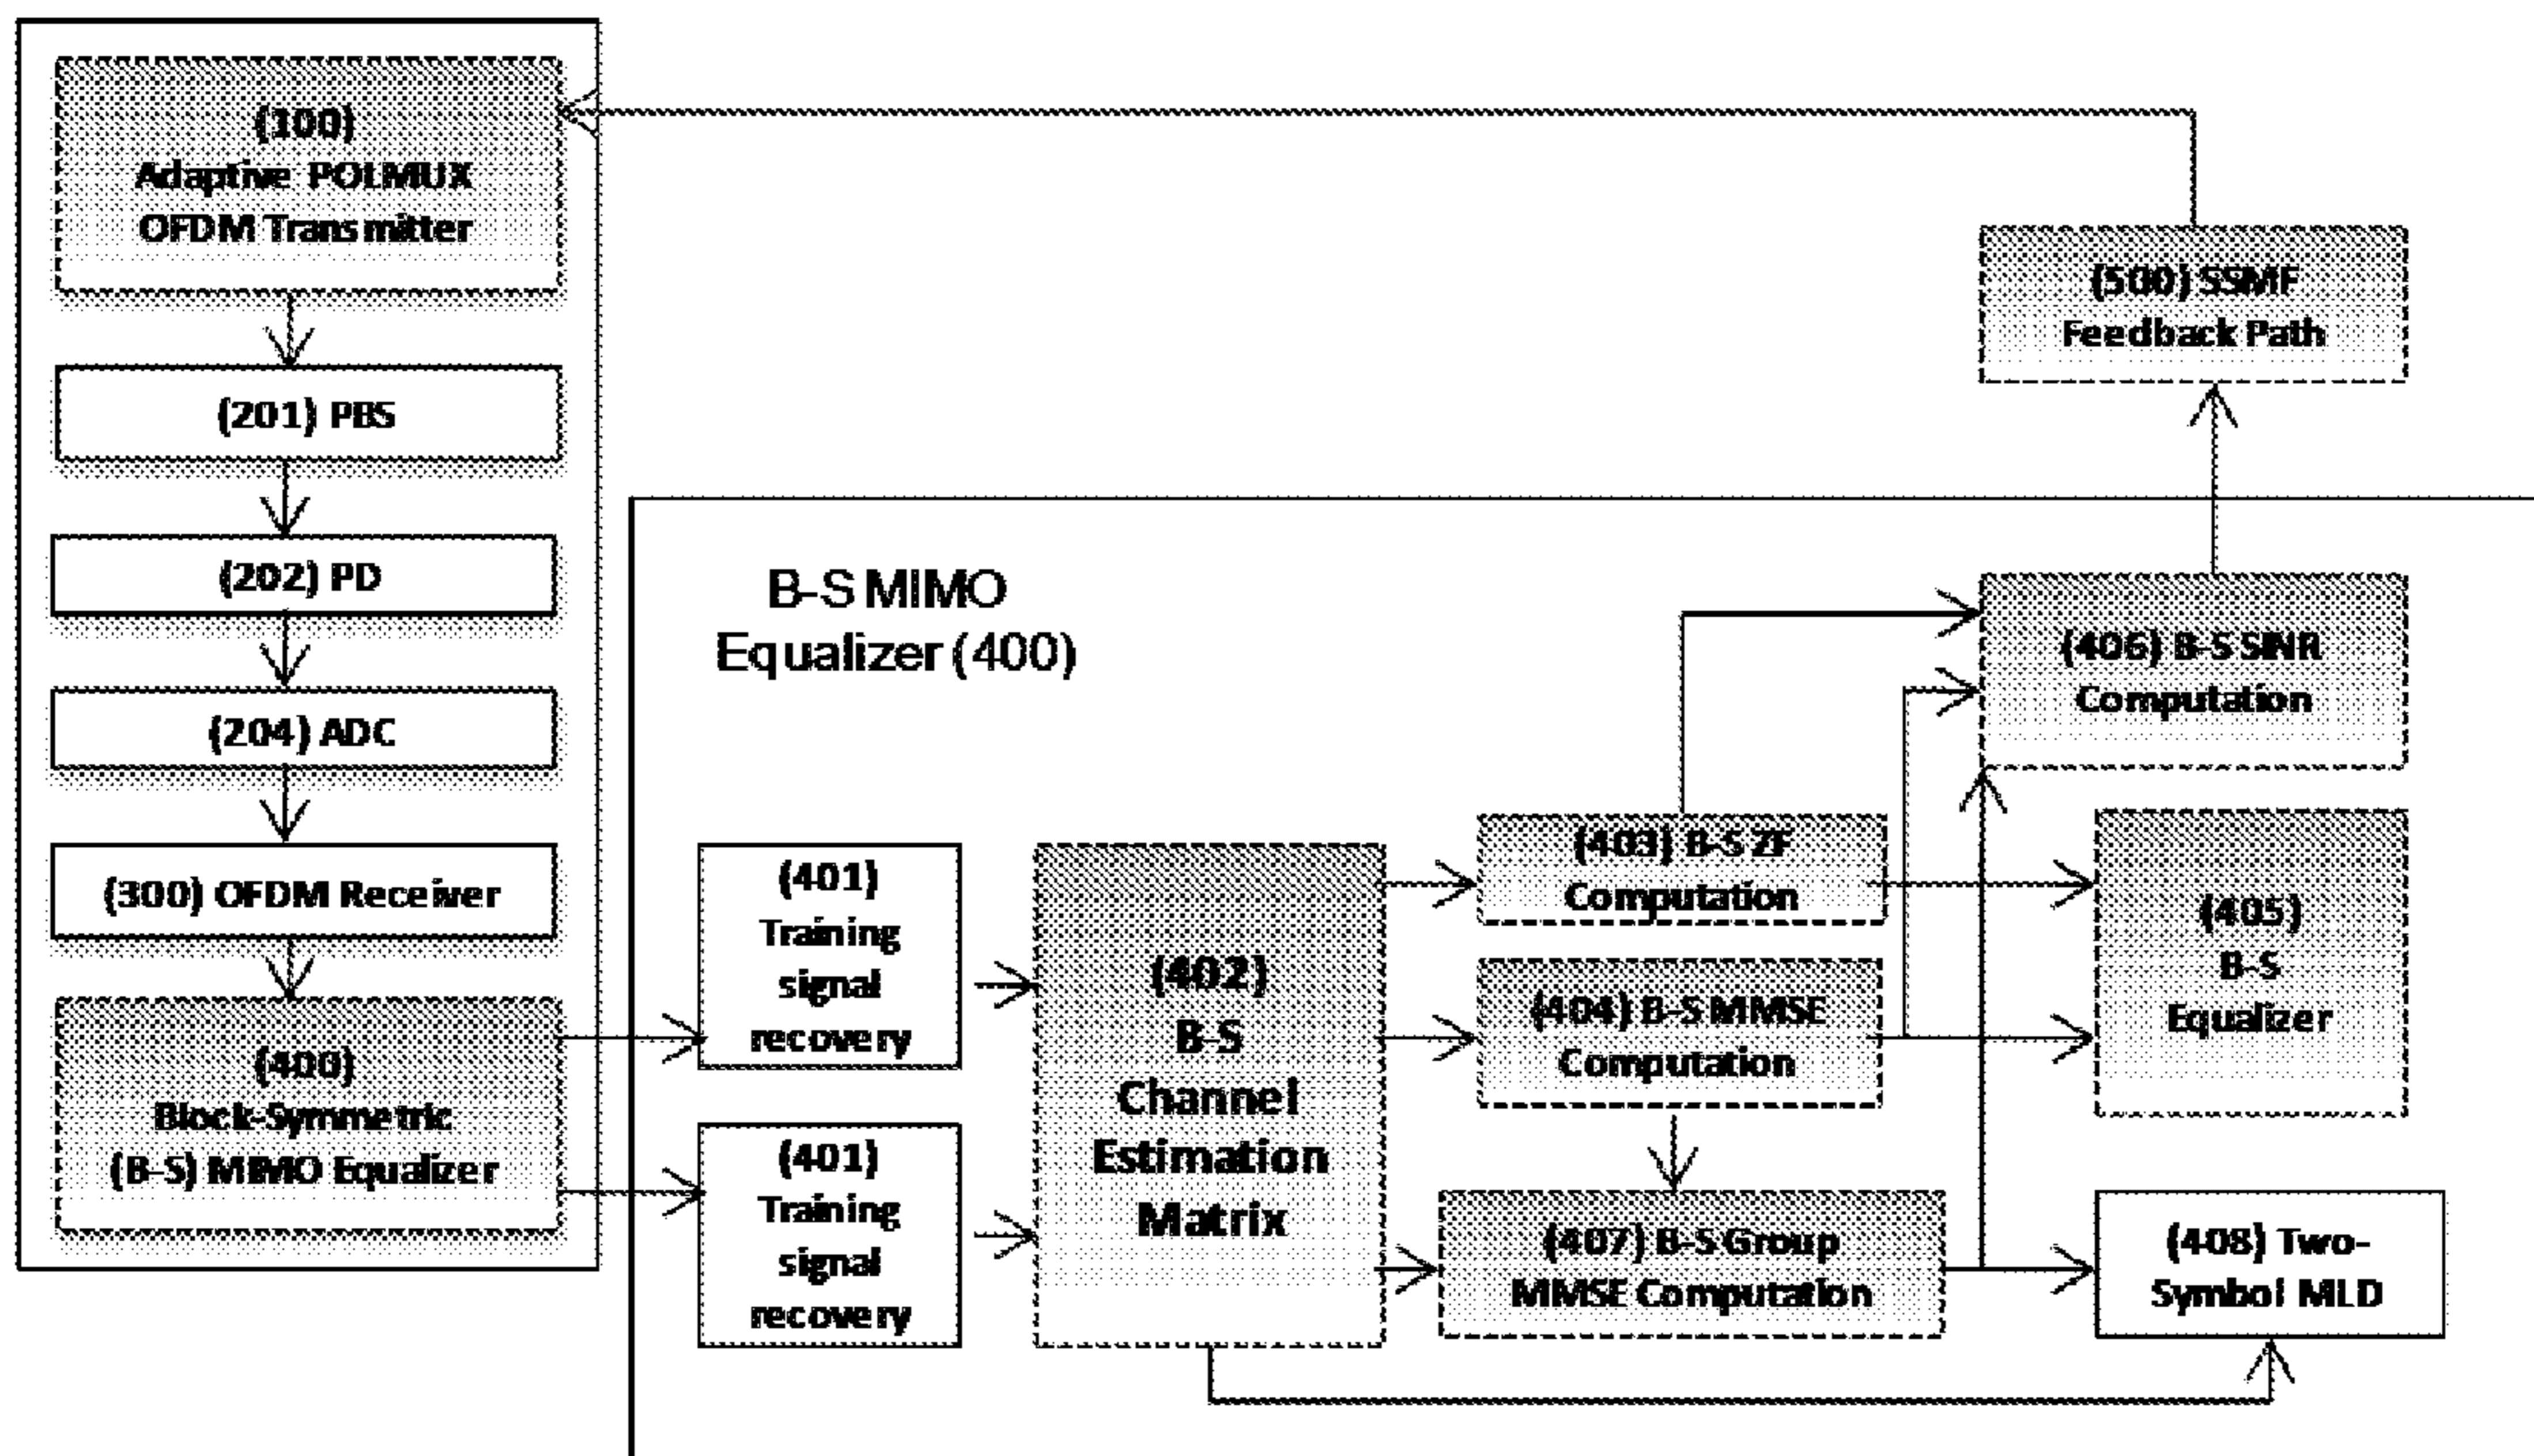 (100)
Adaptive POLMUX
OFDM Transmitter
(201) PBS
(202) PD
(204) ADC
(300) OFDM Receiver
(400)
Block-Symmetric
(B-S) MIMO Equalizer
B-S MIMO
Equalizer (400)
(401)
Training
signal
recovery
(401)
Training
signal
recovery
(402)
B-S
Channel
Estimation
Matrix
(403) B-S ZF
Computation
(404) B-S MMSE
Computation
(407) B-S Group
MMSE Computation
(500) SSMF
Feedback Path
(406) B-S SINR
Computation
(405)
B-S
Equalizer
(408) Two-
Symbol MLD